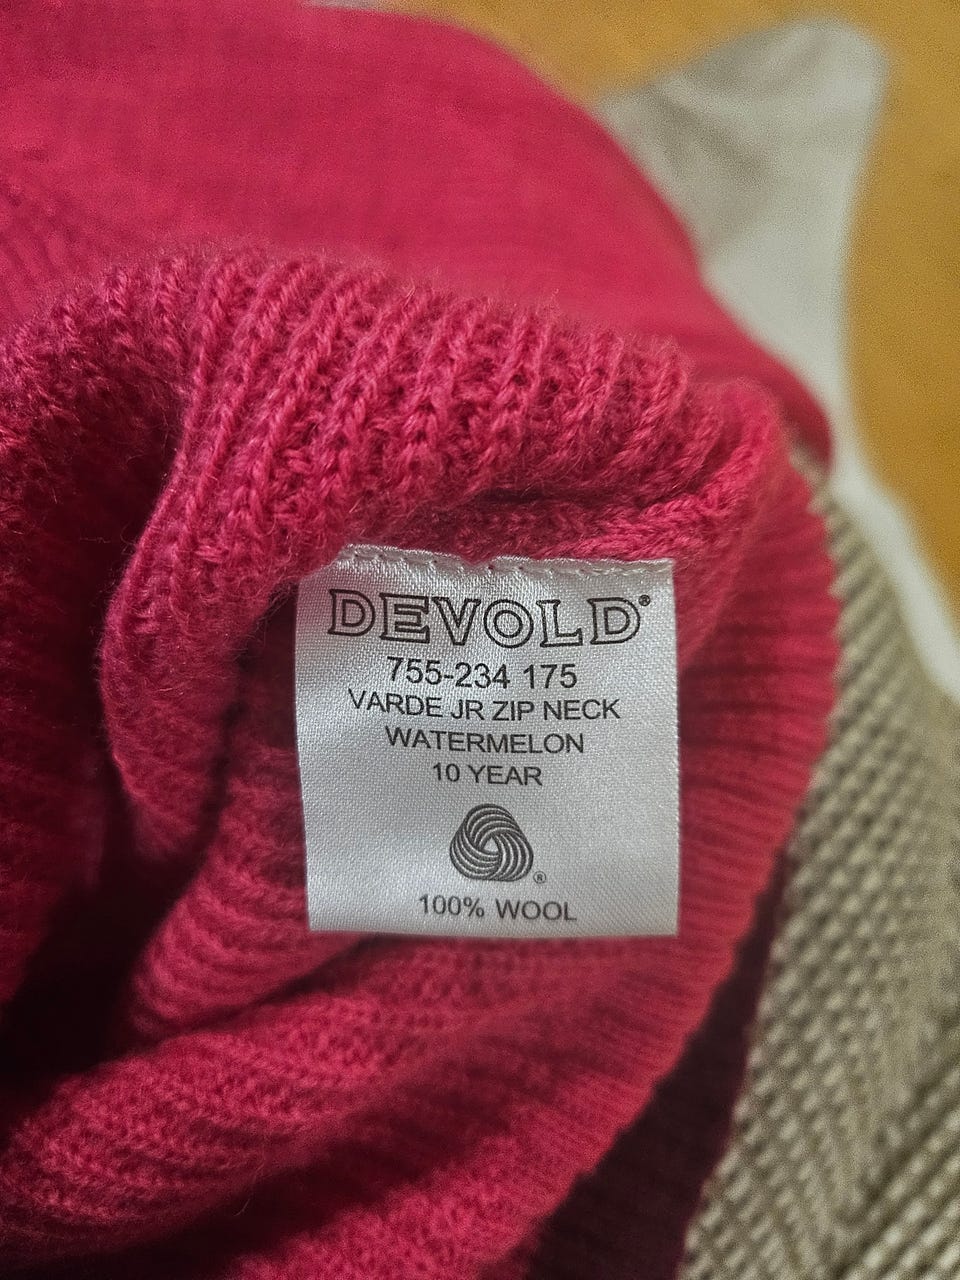 DEVOLD®
755-234 175
VARDE JR ZIP NECK
WATERMELON
10 YEAR
®
100% WOOL